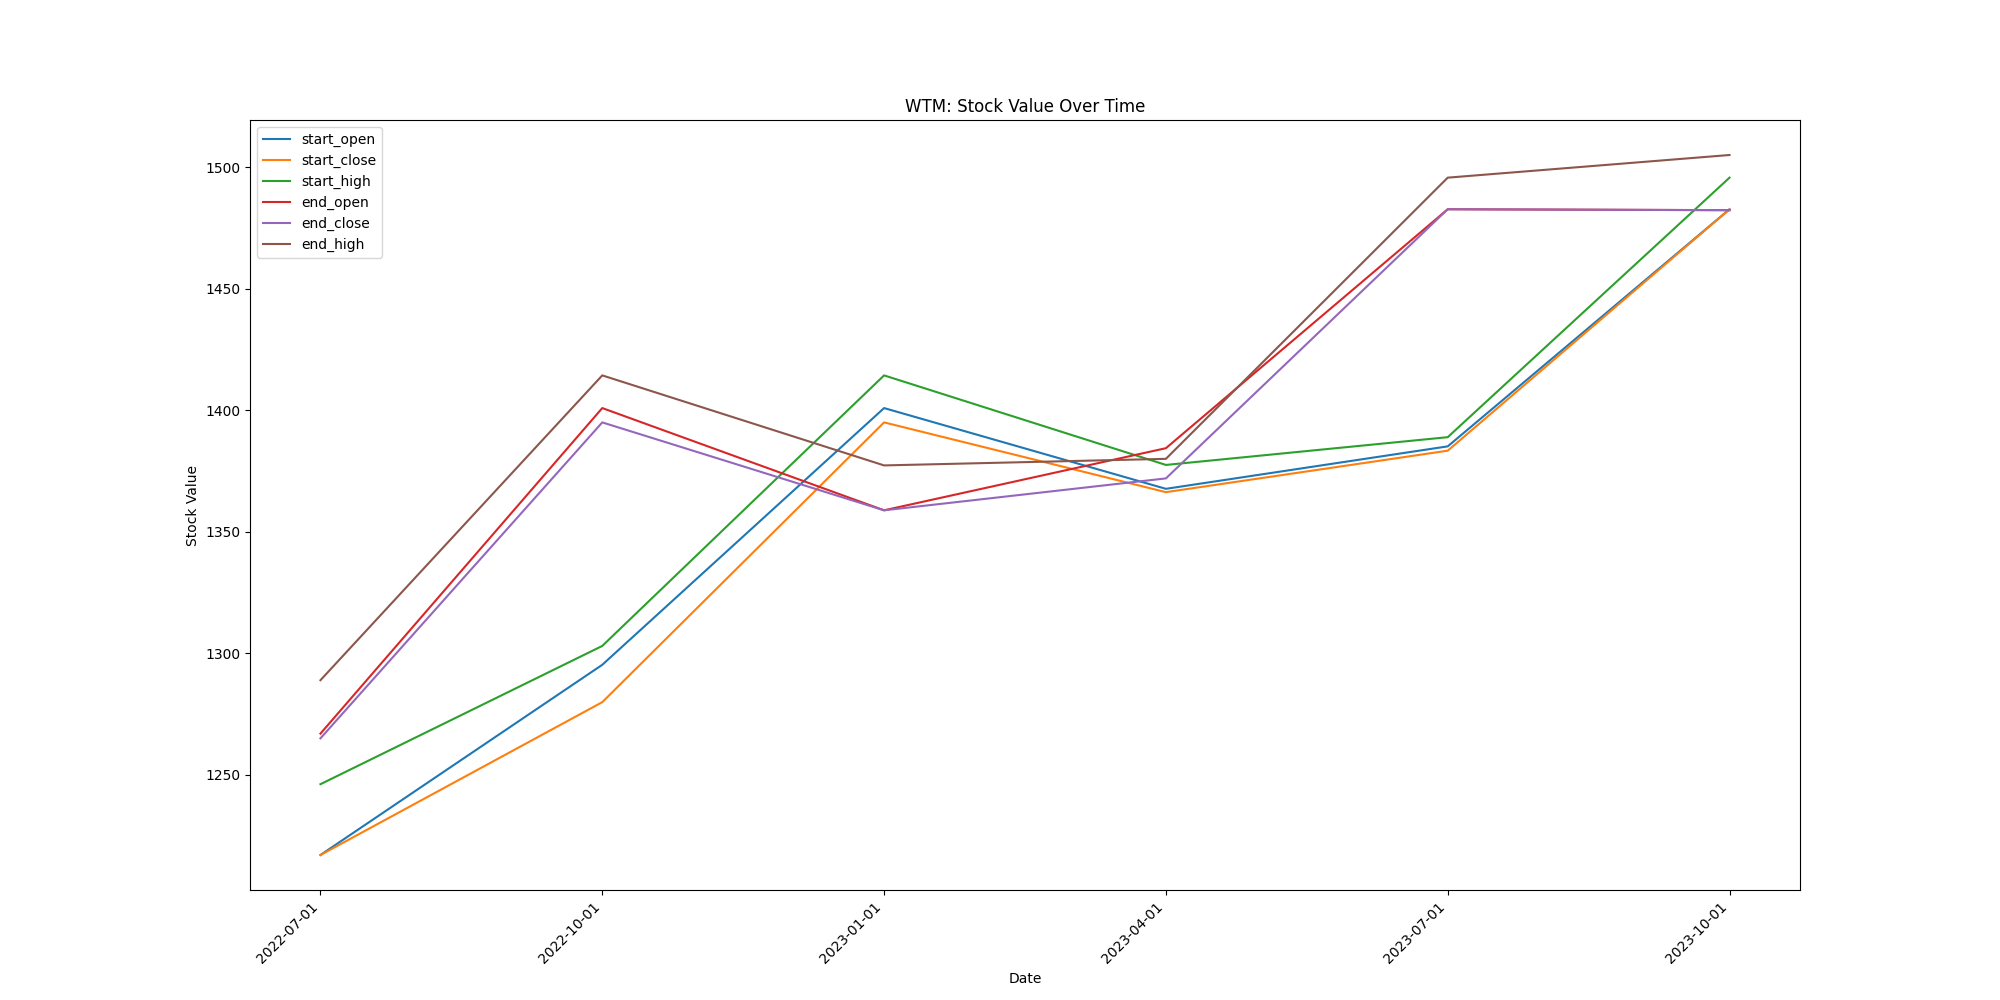 WTM: Stock Value Over Time
start_open
start_close
start_high
end_open
end_close
end_high
1500
1450
1400
1350
1300
1250
Stock Value
2022-07-01
2022-10-01
2023-01-01
2023-04-01
2023-07-01
2023-10-01
Date